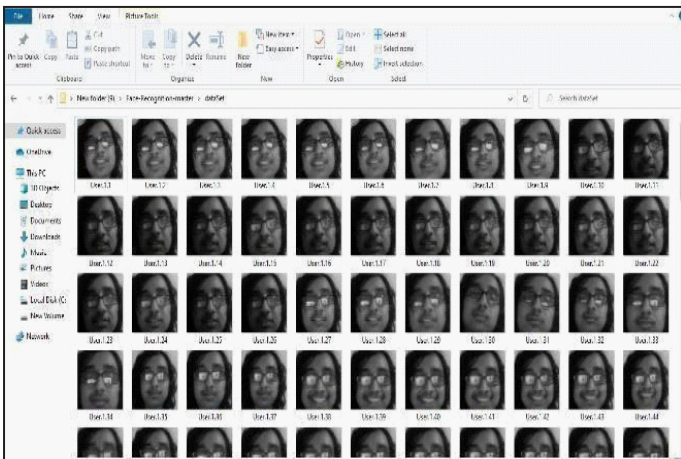 File Home Share View Picture Tools
Pin to Quick access
Copy
Paste
Cut
Copy path
Paste shortcut
Move to
Copy to
Delete
Rename
New folder
New item
Easy access
Properties
Open
Edit
History
Select all
Select none
Invert selection
Clipboard Organize New Open Select
New folder (9) > Face-Recognition-master > dataSet
Search dataSet
Quick access
OneDrive
This PC
3D Objects
Desktop
Documents
Downloads
Music
Pictures
Videos
Local Disk (C:
New Volume
Network
User.1.1 User.1.2 User.1.3 User.1.4 User.1.5 User.1.6 User.1.7 User.1.8 User.1.9 User.1.10 User.1.11
User.1.12 User.1.13 User.1.14 User.1.15 User.1.16 User.1.17 User.1.18 User.1.19 User.1.20 User.1.21 User.1.22
User.1.23 User.1.24 User.1.25 User.1.26 User.1.27 User.1.28 User.1.29 User.1.30 User.1.31 User.1.32 User.1.33
User.1.34 User.1.35 User.1.36 User.1.37 User.1.38 User.1.39 User.1.40 User.1.41 User.1.42 User.1.43 User.1.44